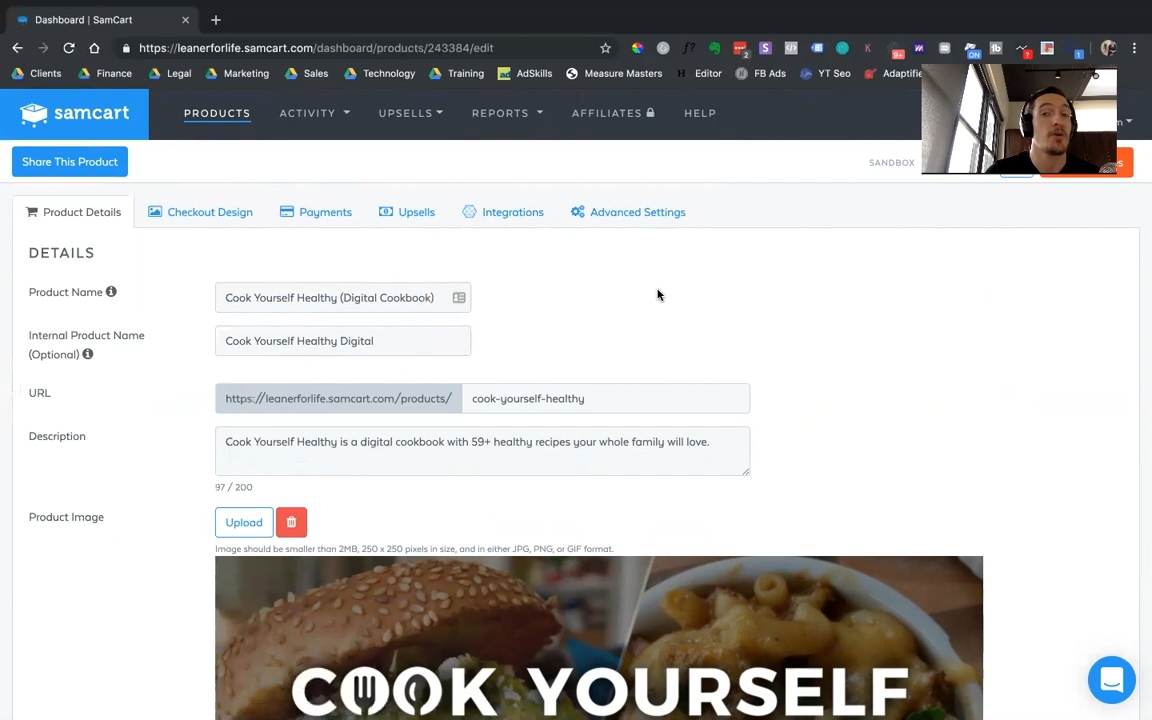 Dashboard | SamCart
https://leanerforlife.samcart.com/dashboard/products/243384/edit
Clients Finance Legal Marketing Sales Technology Training AdSkills Measure Masters Editor FB Ads YT Seo Adaptifie
samcart PRODUCTS ACTIVITY UPSELLS REPORTS AFFILIATES HELP
Share This Product SANDBOX
Product Details Checkout Design Payments Upsells Integrations Advanced Settings
DETAILS
Product Name Cook Yourself Healthy (Digital Cookbook)
Internal Product Name
(Optional) Cook Yourself Healthy Digital
URL https://leanerforlife.samcart.com/products/ cook-yourself-healthy
Description Cook Yourself Healthy is a digital cookbook with 59+ healthy recipes your whole family will love.
97 / 200
Product Image Upload
Image should be smaller than 2MB, 250 x 250 pixels in size, and in either JPG, PNG, or GIF format.
COOK YOURSELF